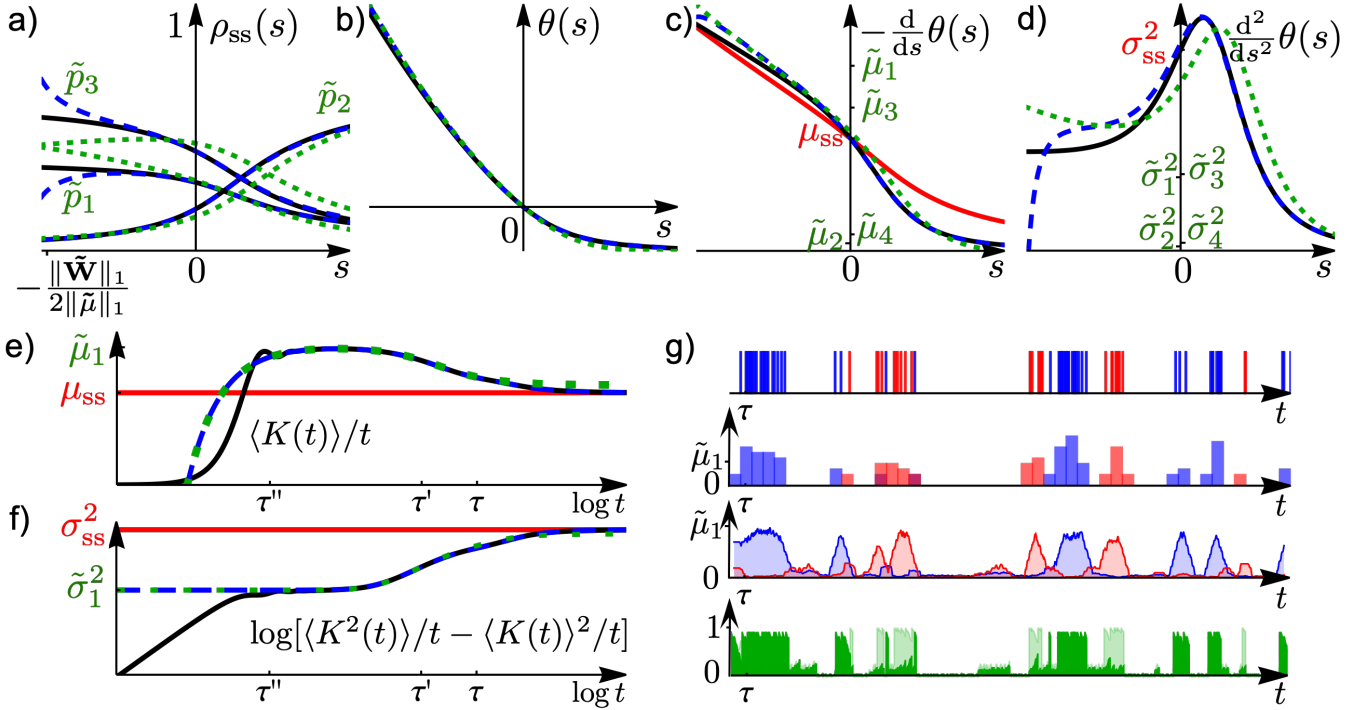 a)
1
ρss(s)
p̃3
p̃2
p̃1
0
s
−‖W̃‖1/2‖μ̃‖1
b)
θ(s)
0
s
c)
−d/ds θ(s)
μ̃1
μ̃3
μss
μ̃2
μ̃4
0
s
d)
σ²ss
d²/ds² θ(s)
σ̃²1
σ̃²3
σ̃²2
σ̃²4
0
s
e)
μ̃1
μss
⟨K(t)⟩/t
τ''
τ'
τ
log t
f)
σ²ss
σ̃²1
log[⟨K²(t)⟩/t − ⟨K(t)⟩²/t]
τ''
τ'
τ
log t
g)
τ
t
μ̃1
0
τ
t
μ̃1
0
τ
t
1
0
τ
t